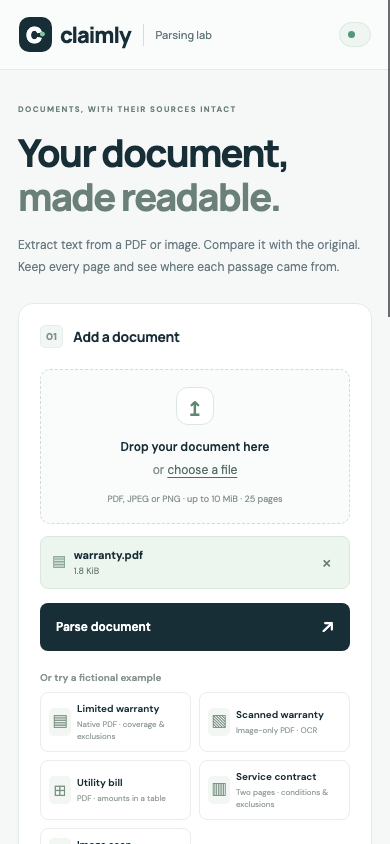 claimly
Parsing lab
DOCUMENTS, WITH THEIR SOURCES INTACT
Your document,
made readable.
Extract text from a PDF or image. Compare it with the original.
Keep every page and see where each passage came from.
01
Add a document
Drop your document here
or choose a file
PDF, JPEG or PNG · up to 10 MiB · 25 pages
warranty.pdf
1.8 KiB
Parse document
Or try a fictional example
Limited warranty
Native PDF · coverage &
exclusions
Scanned warranty
Image-only PDF · OCR
Utility bill
PDF · amounts in a table
Service contract
Two pages · conditions &
exclusions